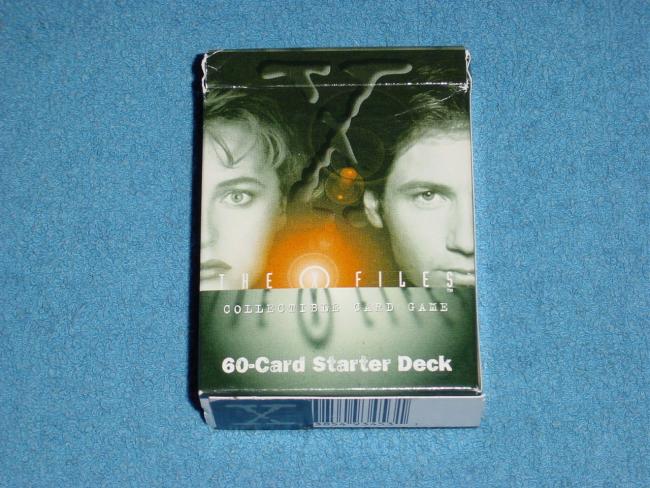 X
THE X FILES
COLLECTIBLE CARD GAME
60-Card Starter Deck
X